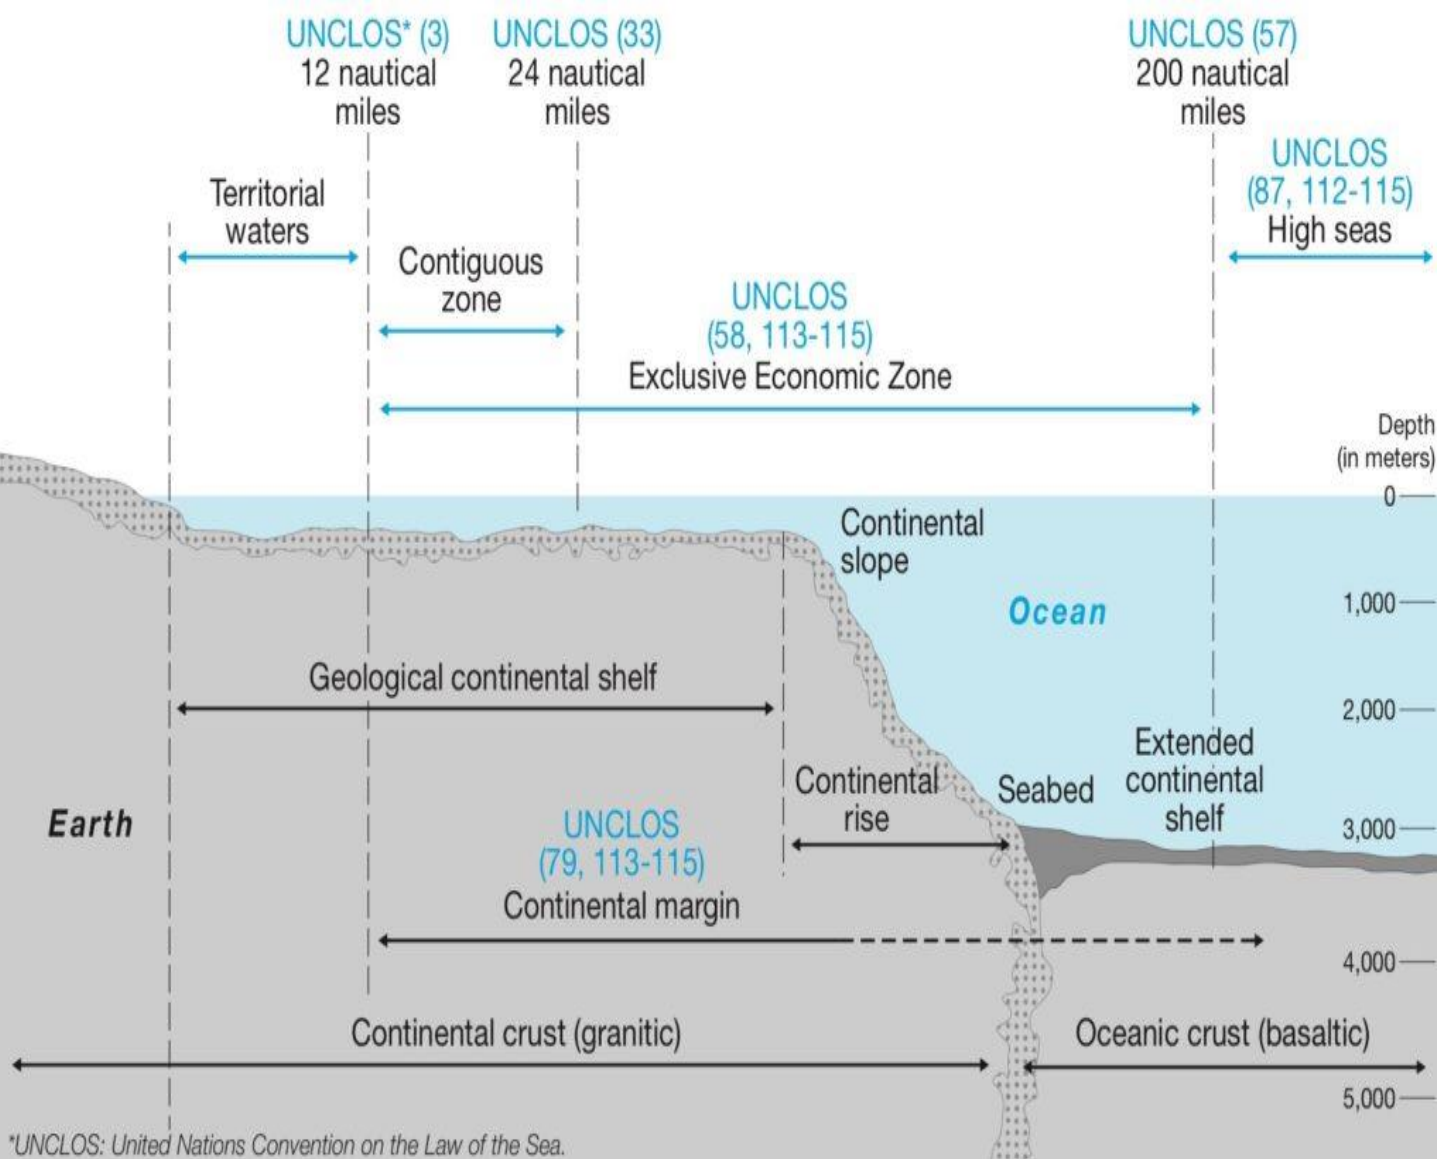 UNCLOS* (3)
12 nautical
miles
UNCLOS (33)
24 nautical
miles
UNCLOS (57)
200 nautical
miles
UNCLOS
(87, 112-115)
High seas
Territorial
waters
Contiguous
zone
UNCLOS
(58, 113-115)
Exclusive Economic Zone
Depth
(in meters)
0
Continental
slope
Ocean
1,000
Geological continental shelf
2,000
Extended
continental
shelf
Continental
rise
Seabed
Earth
UNCLOS
(79, 113-115)
Continental margin
3,000
4,000
Continental crust (granitic)
Oceanic crust (basaltic)
5,000
*UNCLOS: United Nations Convention on the Law of the Sea.